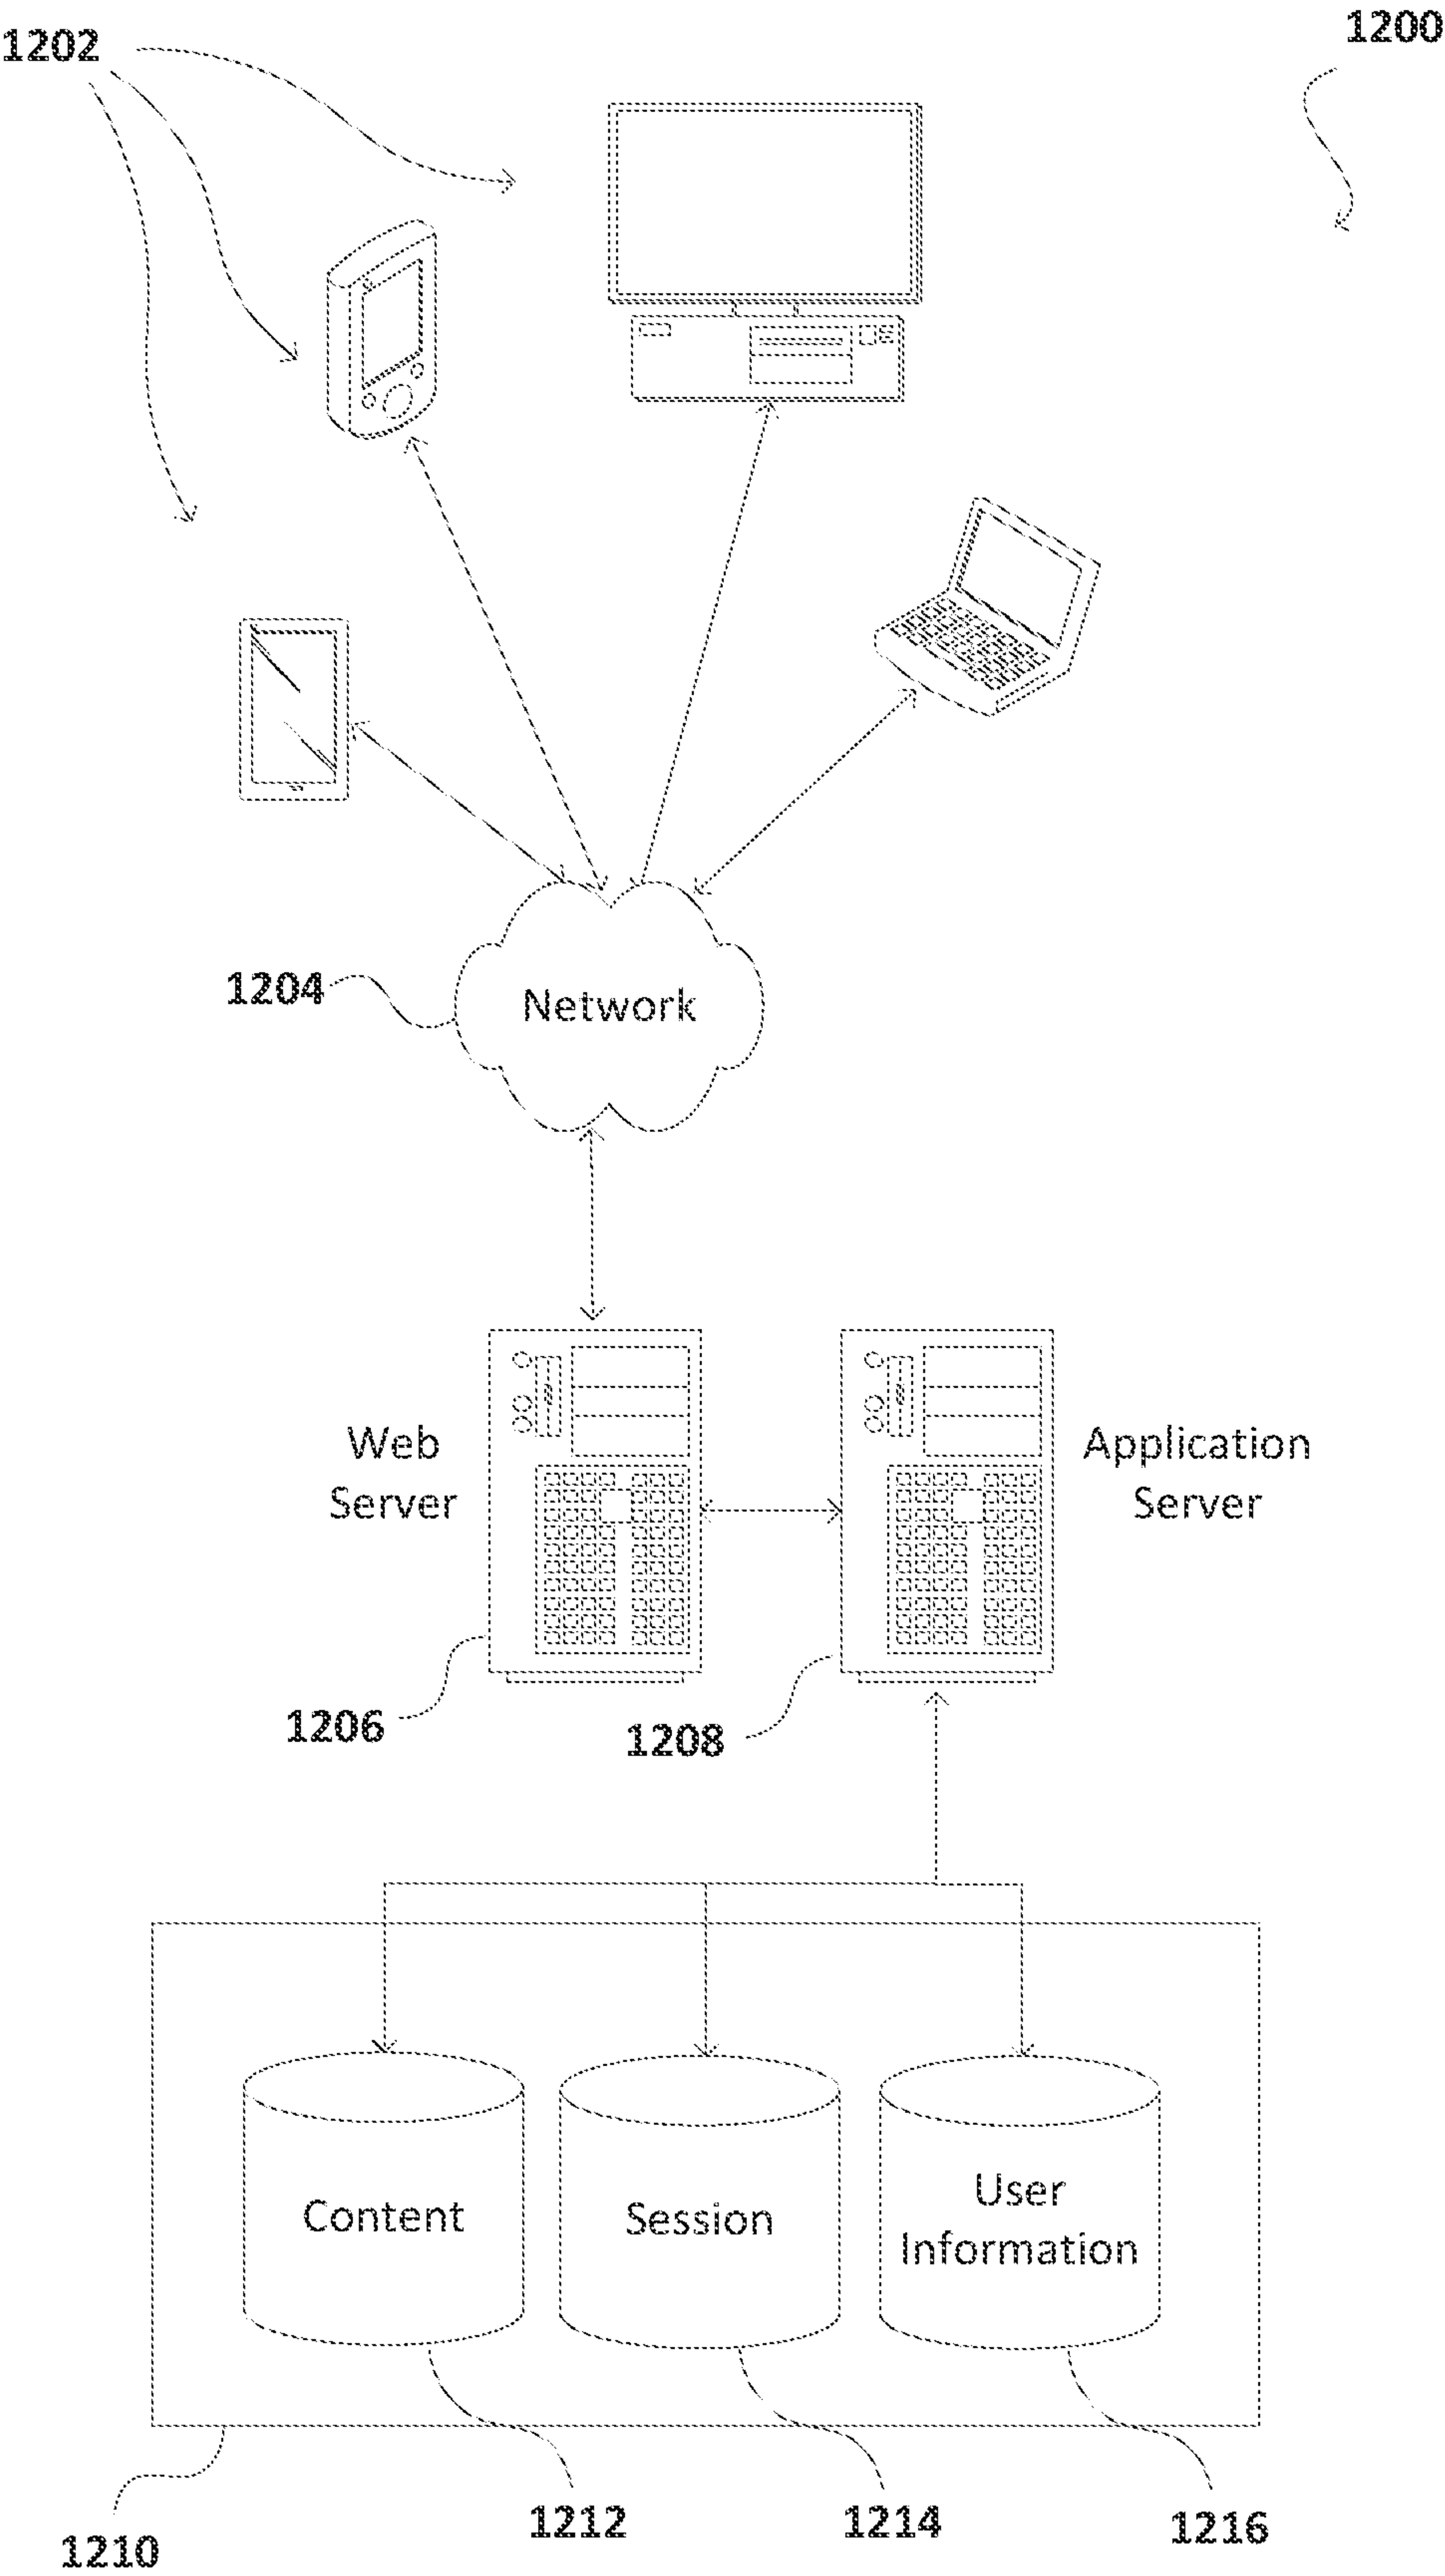 1200
1202
1204
Network
Web
Server
Application
Server
1206
1208
Content
Session
User
Information
1210
1212
1214
1216